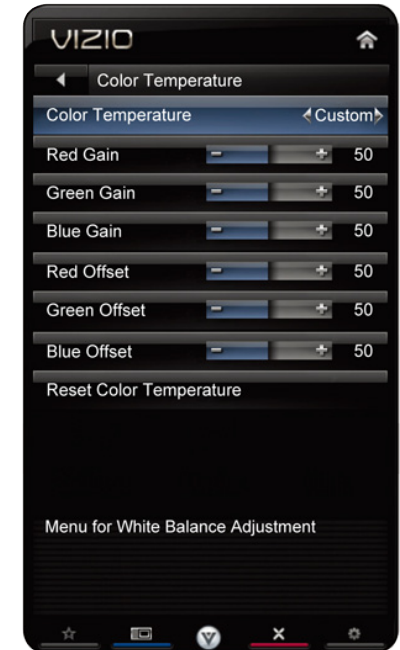 VIZIO
Color Temperature
Color Temperature Custom
Red Gain - + 50
Green Gain - + 50
Blue Gain - + 50
Red Offset - + 50
Green Offset - + 50
Blue Offset - + 50
Reset Color Temperature
Menu for White Balance Adjustment
V